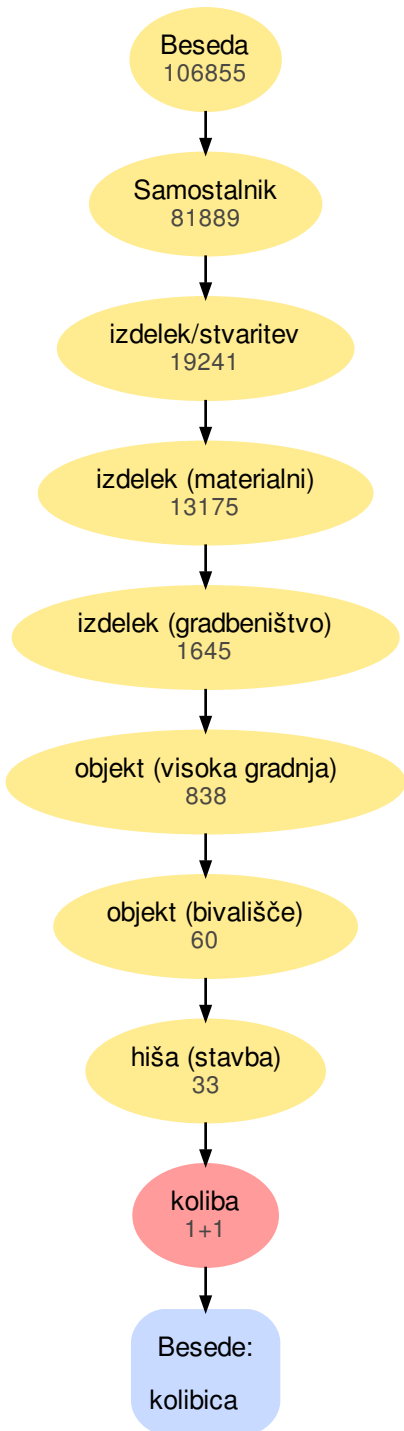 Beseda
106855
Samostalnik
81889
izdelek/stvaritev
19241
izdelek (materialni)
13175
izdelek (gradbeništvo)
1645
objekt (visoka gradnja)
838
objekt (bivališče)
60
hiša (stavba)
33
koliba
1+1
Besede:
kolibica